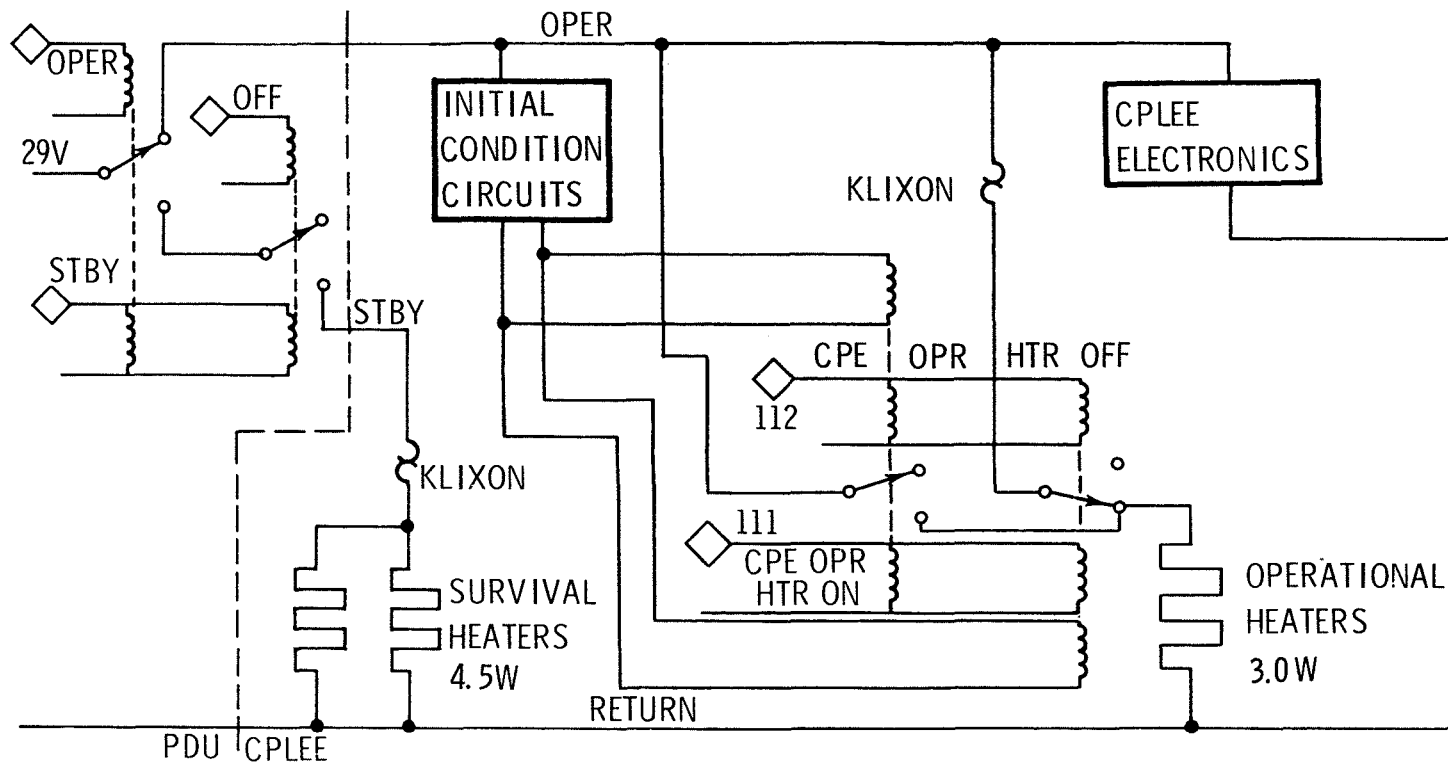 OPER
OPER
OFF
29V
INITIAL
CONDITION
CIRCUITS
CPLEE
ELECTRONICS
KLIXON
STBY
STBY
CPE OPR HTR OFF
112
KLIXON
111
CPE OPR
HTR ON
SURVIVAL
HEATERS
4.5W
OPERATIONAL
HEATERS
3.0W
RETURN
PDU CPLEE